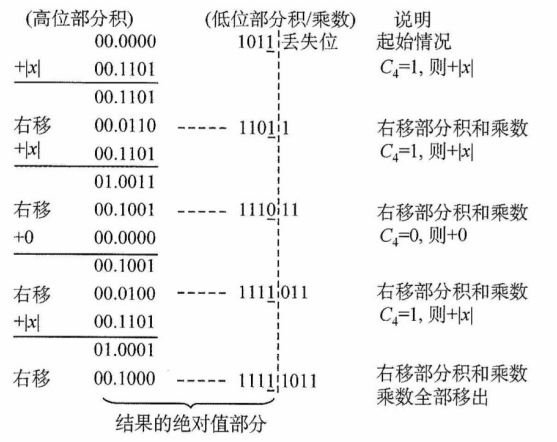 (高位部分积) (低位部分积/乘数) 说明
00.0000 1011 丢失位 起始情况
+|x| 00.1101 C₄=1, 则+|x|
00.1101
右移 00.0110 ----- 1101 1 右移部分积和乘数
+|x| 00.1101 C₄=1, 则+|x|
01.0011
右移 00.1001 ----- 1110 11 右移部分积和乘数
+0 00.0000 C₄=0, 则+0
00.1001
右移 00.0100 ----- 1111 011 右移部分积和乘数
+|x| 00.1101 C₄=1, 则+|x|
01.0001
右移 00.1000 ----- 1111 1011 右移部分积和乘数
乘数全部移出
结果的绝对值部分